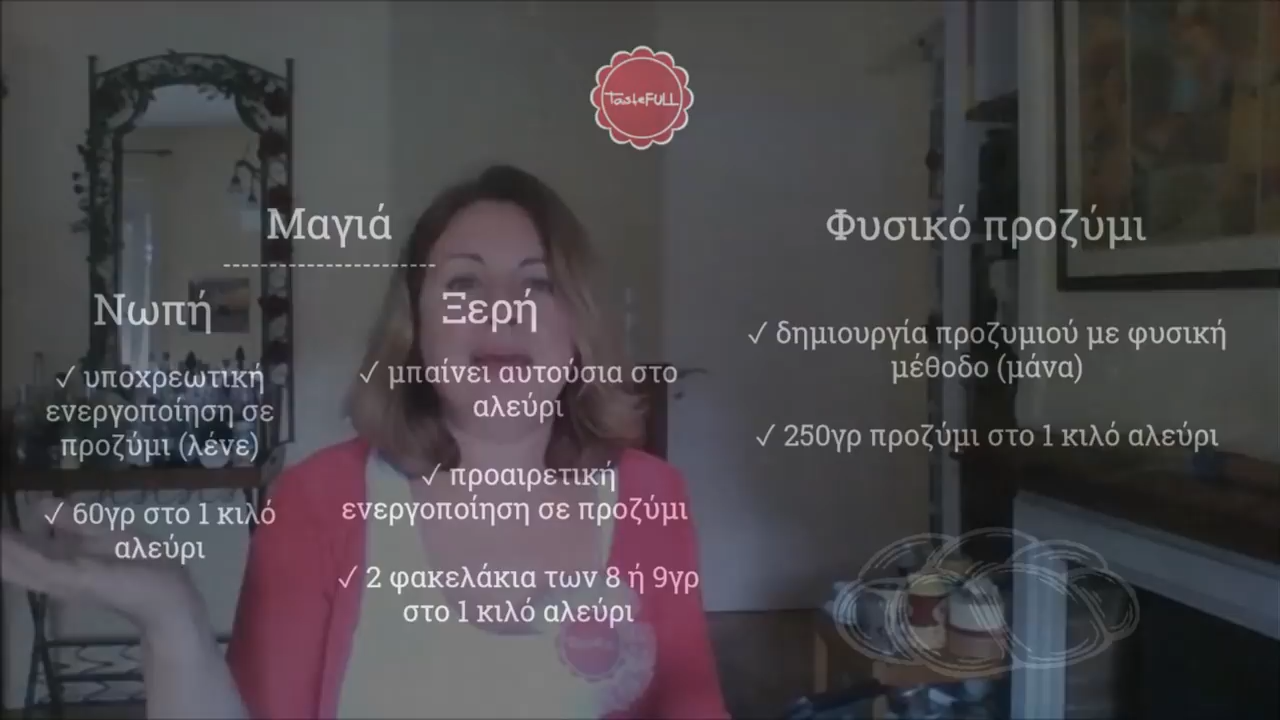 TasteFULL
Μαγιά
Νωπή
✓ υποχρεωτική
ενεργοποίηση σε
προζύμι (λένε)
✓ 60γρ στο 1 κιλό
αλεύρι
Ξερή
✓ μπαίνει αυτούσια στο
αλεύρι
✓ προαιρετική
ενεργοποίηση σε προζύμι
✓ 2 φακελάκια των 8 ή 9γρ
στο 1 κιλό αλεύρι
Φυσικό προζύμι
✓ δημιουργία προζυμιού με φυσική
μέθοδο (μάνα)
✓ 250γρ προζύμι στο 1 κιλό αλεύρι